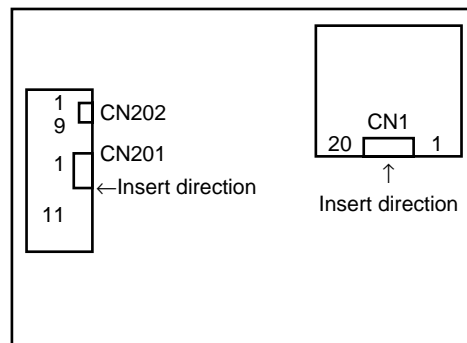 1
9
CN202
1
CN201
←Insert direction
11
CN1
20
1
↑
Insert direction